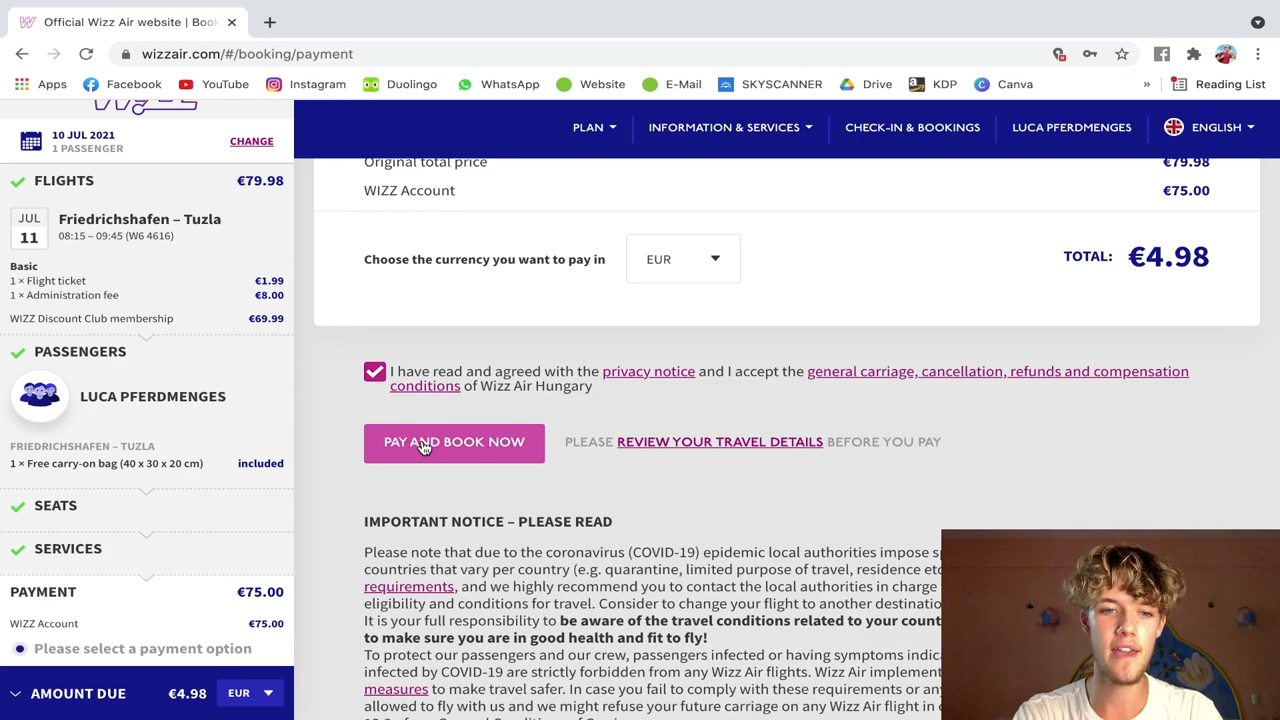 Official Wizz Air website | Book
wizzair.com/#/booking/payment
Apps
Facebook
YouTube
Instagram
Duolingo
WhatsApp
Website
E-Mail
SKYSCANNER
Drive
KDP
Canva
»
Reading List
10 JUL 2021
1 PASSENGER
CHANGE
FLIGHTS €79.98
JUL
11
Friedrichshafen – Tuzla
08:15 – 09:45 (W6 4616)
Basic
1 × Flight ticket €1.99
1 × Administration fee €8.00
WIZZ Discount Club membership €69.99
PASSENGERS
LUCA PFERDMENGES
FRIEDRICHSHAFEN – TUZLA
1 × Free carry-on bag (40 x 30 x 20 cm) included
SEATS
SERVICES
PAYMENT €75.00
WIZZ Account €75.00
Please select a payment option
AMOUNT DUE €4.98 EUR
PLAN
INFORMATION & SERVICES
CHECK-IN & BOOKINGS
LUCA PFERDMENGES
ENGLISH
Original total price €79.98
WIZZ Account €75.00
Choose the currency you want to pay in EUR TOTAL: €4.98
I have read and agreed with the privacy notice and I accept the general carriage, cancellation, refunds and compensation
conditions of Wizz Air Hungary
PAY AND BOOK NOW PLEASE REVIEW YOUR TRAVEL DETAILS BEFORE YOU PAY
IMPORTANT NOTICE – PLEASE READ
Please note that due to the coronavirus (COVID-19) epidemic local authorities impose
countries that vary per country (e.g. quarantine, limited purpose of travel, residence
requirements, and we highly recommend you to contact the local authorities in charge
eligibility and conditions for travel. Consider to change your flight to another
It is your full responsibility to be aware of the travel conditions related to your
to make sure you are in good health and fit to fly!
To protect our passengers and our crew, passengers infected or having symptoms
infected by COVID-19 are strictly forbidden from any Wizz Air flights. Wizz Air
measures to make travel safer. In case you fail to comply with these requirements or
allowed to fly with us and we might refuse your future carriage on any Wizz Air flight in